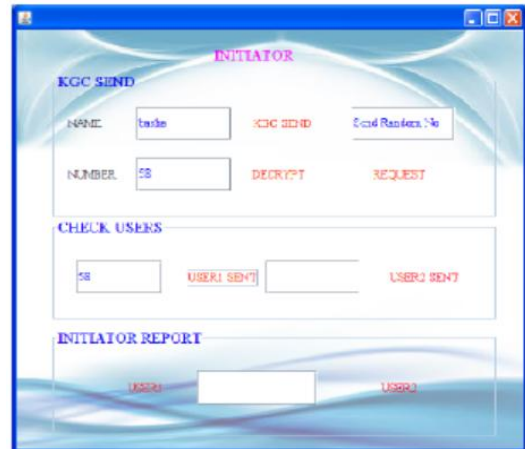 INITIATOR
KGC SEND
NAME basha KGC SEND Send Random No
NUMBER 58 DECRYPT REQUEST
CHECK USERS
58 USER1 SENT USER2 SENT
INITIATOR REPORT
USER1 USER2